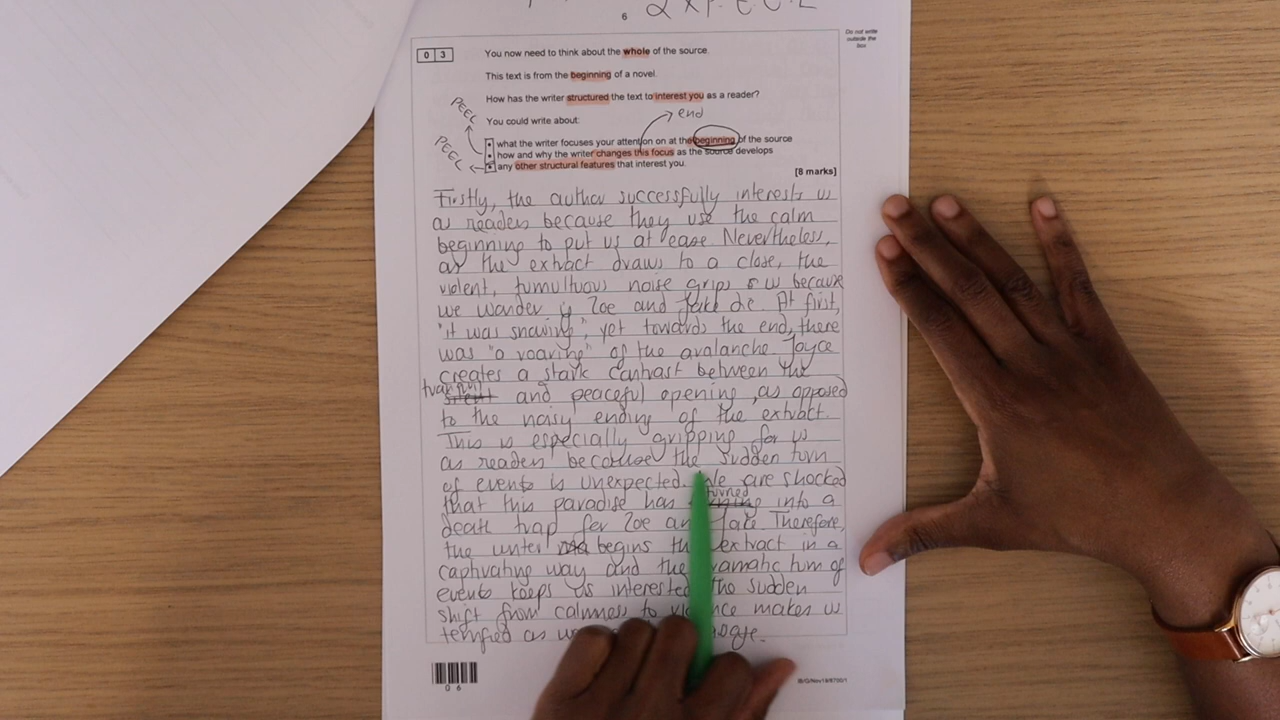 2 x P.E.E.L
6
Do not write
outside the
box
0 3
You now need to think about the whole of the source.
This text is from the beginning of a novel.
How has the writer structured the text to interest you as a reader?
You could write about:
end
PEEL
PEEL
what the writer focuses your attention on at the beginning of the source
how and why the writer changes this focus as the source develops
any other structural features that interest you.
[8 marks]
Firstly, the author successfully interests us
as readers because they use the calm
beginning to put us at ease. Nevertheless,
as the extract draws to a close, the
violent, tumultuous noise grips us because
we wonder if Zoe and Jake die. At first,
"it was snowing", yet towards the end, there
was "a roaring" of the avalanche. Joyce
creates a stark contrast between the
tranquil
silent and peaceful opening, as opposed
to the noisy ending of the extract.
This is especially gripping for us
as readers because the sudden turn
of events is unexpected. We are shocked
turned
that this paradise has into a
death trap for Zoe and Jake. Therefore,
the writer begins the extract in a
captivating way and the dramatic turn of
events keeps us interested. The sudden
shift from calmness to violence makes us
terrified as
06
IB/G/Nov19/8700/1